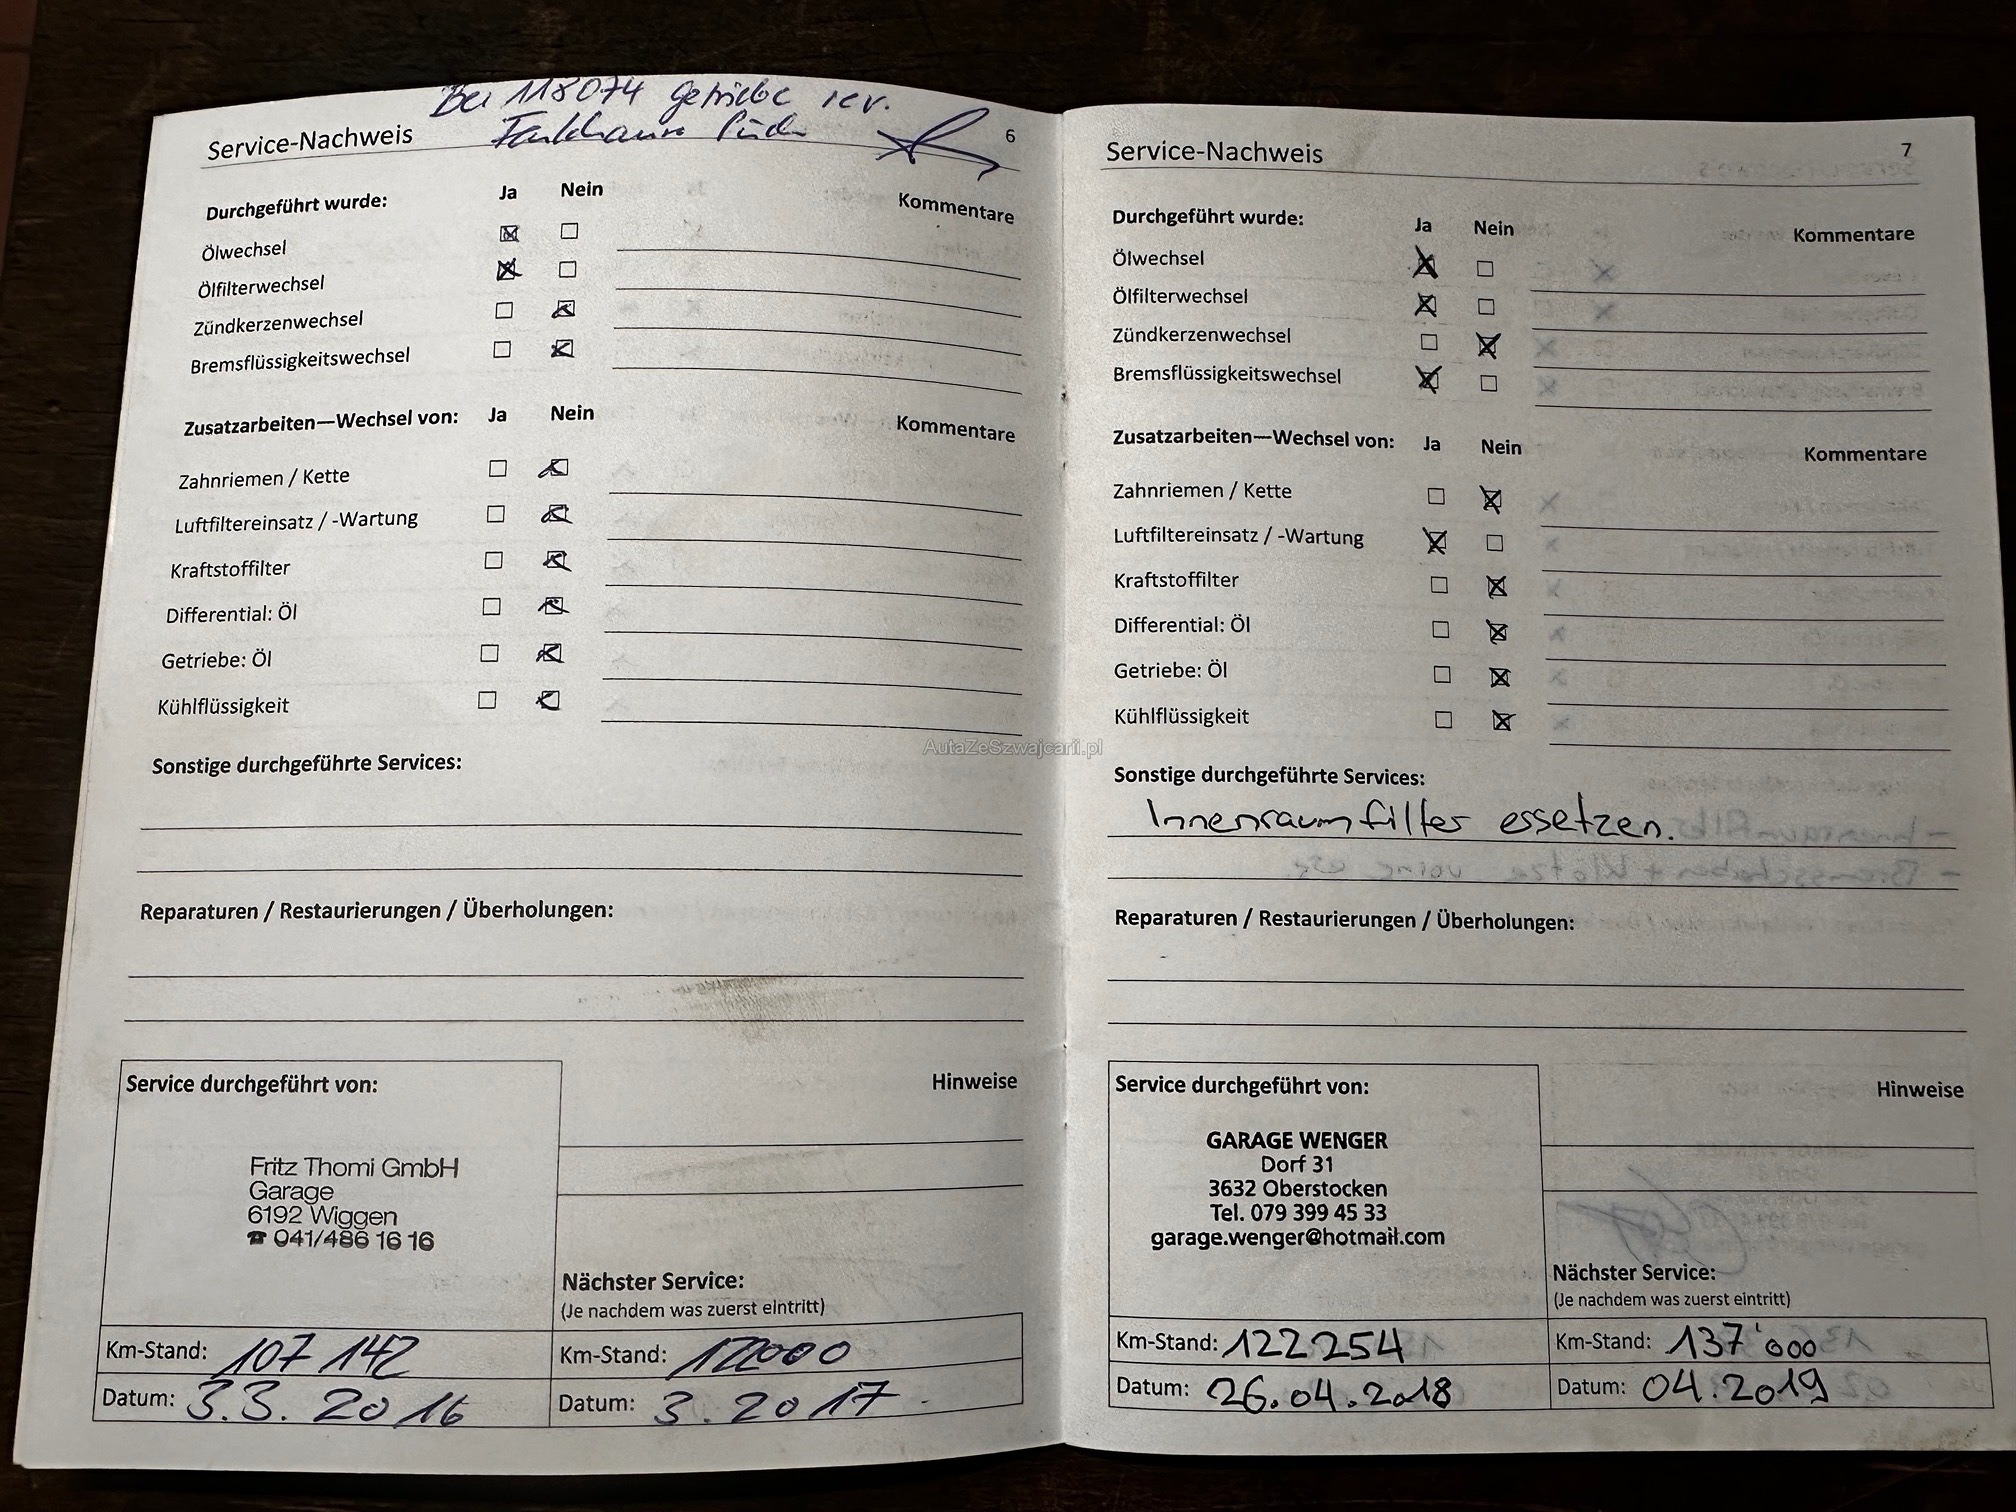 Bei 118074 getriebe rev.
Service-Nachweis
6
Durchgeführt wurde:
Ja
Nein
Kommentare
Ölwechsel
Ölfilterwechsel
Zündkerzenwechsel
Bremsflüssigkeitswechsel
Zusatzarbeiten—Wechsel von:
Ja
Nein
Kommentare
Zahnriemen / Kette
Luftfiltereinsatz / -Wartung
Kraftstoffilter
Differential: Öl
Getriebe: Öl
Kühlflüssigkeit
Sonstige durchgeführte Services:
Reparaturen / Restaurierungen / Überholungen:
Service durchgeführt von:
Hinweise
Fritz Thomi GmbH
Garage
6192 Wiggen
☎ 041/486 16 16
Nächster Service:
(Je nachdem was zuerst eintritt)
Km-Stand: 107 142
Km-Stand:
Datum: 3.3. 2016
Datum: 3. 2017
Service-Nachweis
7
Durchgeführt wurde:
Ja
Nein
Kommentare
Ölwechsel
Ölfilterwechsel
Zündkerzenwechsel
Bremsflüssigkeitswechsel
Zusatzarbeiten—Wechsel von:
Ja
Nein
Kommentare
Zahnriemen / Kette
Luftfiltereinsatz / -Wartung
Kraftstoffilter
Differential: Öl
Getriebe: Öl
Kühlflüssigkeit
Sonstige durchgeführte Services:
Innenraumfilter essetzen.
Reparaturen / Restaurierungen / Überholungen:
Service durchgeführt von:
Hinweise
GARAGE WENGER
Dorf 31
3632 Oberstocken
Tel. 079 399 45 33
garage.wenger@hotmail.com
Nächster Service:
(Je nachdem was zuerst eintritt)
Km-Stand: 122254
Km-Stand: 137'000
Datum: 26.04.2018
Datum: 04.2019
AutaZeSzwajcarii.pl